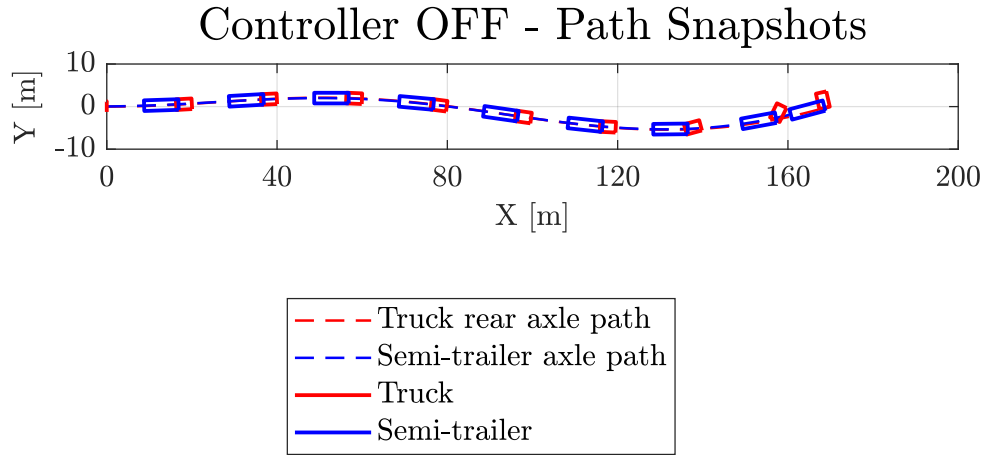 Controller OFF - Path Snapshots
10
0
-10
Y [m]
0 40 80 120 160 200
X [m]
Truck rear axle path
Semi-trailer axle path
Truck
Semi-trailer